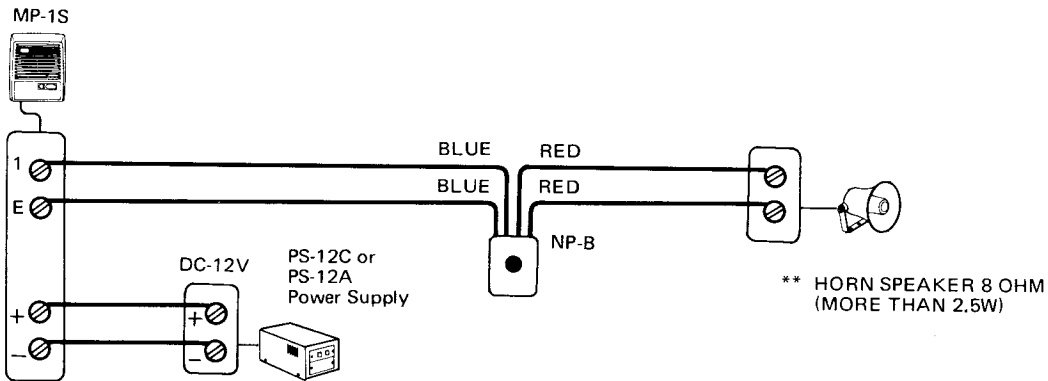 MP-1S
1
E
+
−
BLUE RED
BLUE RED
NP-B
DC-12V
+
−
PS-12C or
PS-12A
Power Supply
** HORN SPEAKER 8 OHM
(MORE THAN 2.5W)